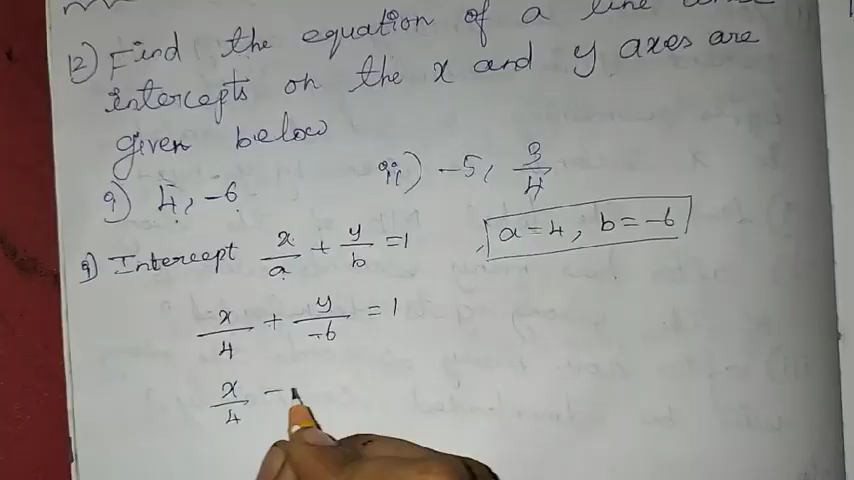 12) Find the equation of a line
intercepts on the x and y axes are
given below
i) 4, -6 ii) -5, 3/4
i) Intercept x/a + y/b = 1 a = 4, b = -6
x/4 + y/-6 = 1
x/4 -